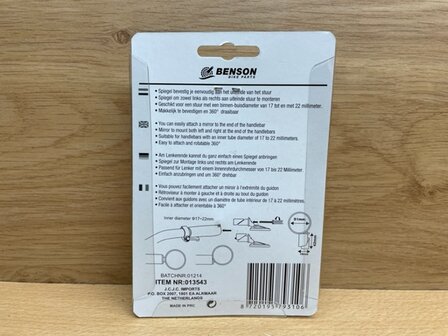 BENSON
BIKE PARTS
• Spiegel bevestig je eenvoudig aan het uiteinde van het stuur
• Spiegel om zowel links als rechts aan uiteinde stuur te monteren
• Geschikt voor stuur met een binnen-buisdiameter van 17 tot en met 22 millimeter.
• Makkelijk te bevestigen en 360° draaibaar
• You can easily attach a mirror to the end of the handlebar
• Mirror to mount both left and right at the end of the handlebar
• Suitable for handlebars with an inner tube diameter of 17 to 22 millimeter.
• Easy to attach and rotatable 360°
• Am Lenkerende kannst du ganz einfach einen Spiegel anbringen
• Spiegel zur Montage links und rechts am Lenkerende
• Passend für Lenker mit einem Innenrohrdurchmesser von 17 bis 22 Millimeter
• Einfach anzubringen und um 360° drehbar
• Vous pouvez facilement attacher un miroir à l'extrémité du guidon
• Rétroviseur à monter à gauche et à droit au bout du guidon
• Convient aux guidons avec un diamètre de tube intérieur de 17 à 22 millimètres.
• Facile à attacher et orientable à 360°
Inner diameter Φ17~22mm
BATCHNR:01214
ITEM NR:013543
J.C.J.C. IMPORTS
P.O. BOX 2007, 1801 EA ALKMAAR
THE NETHERLANDS
MADE IN PRC
8 720195 793106